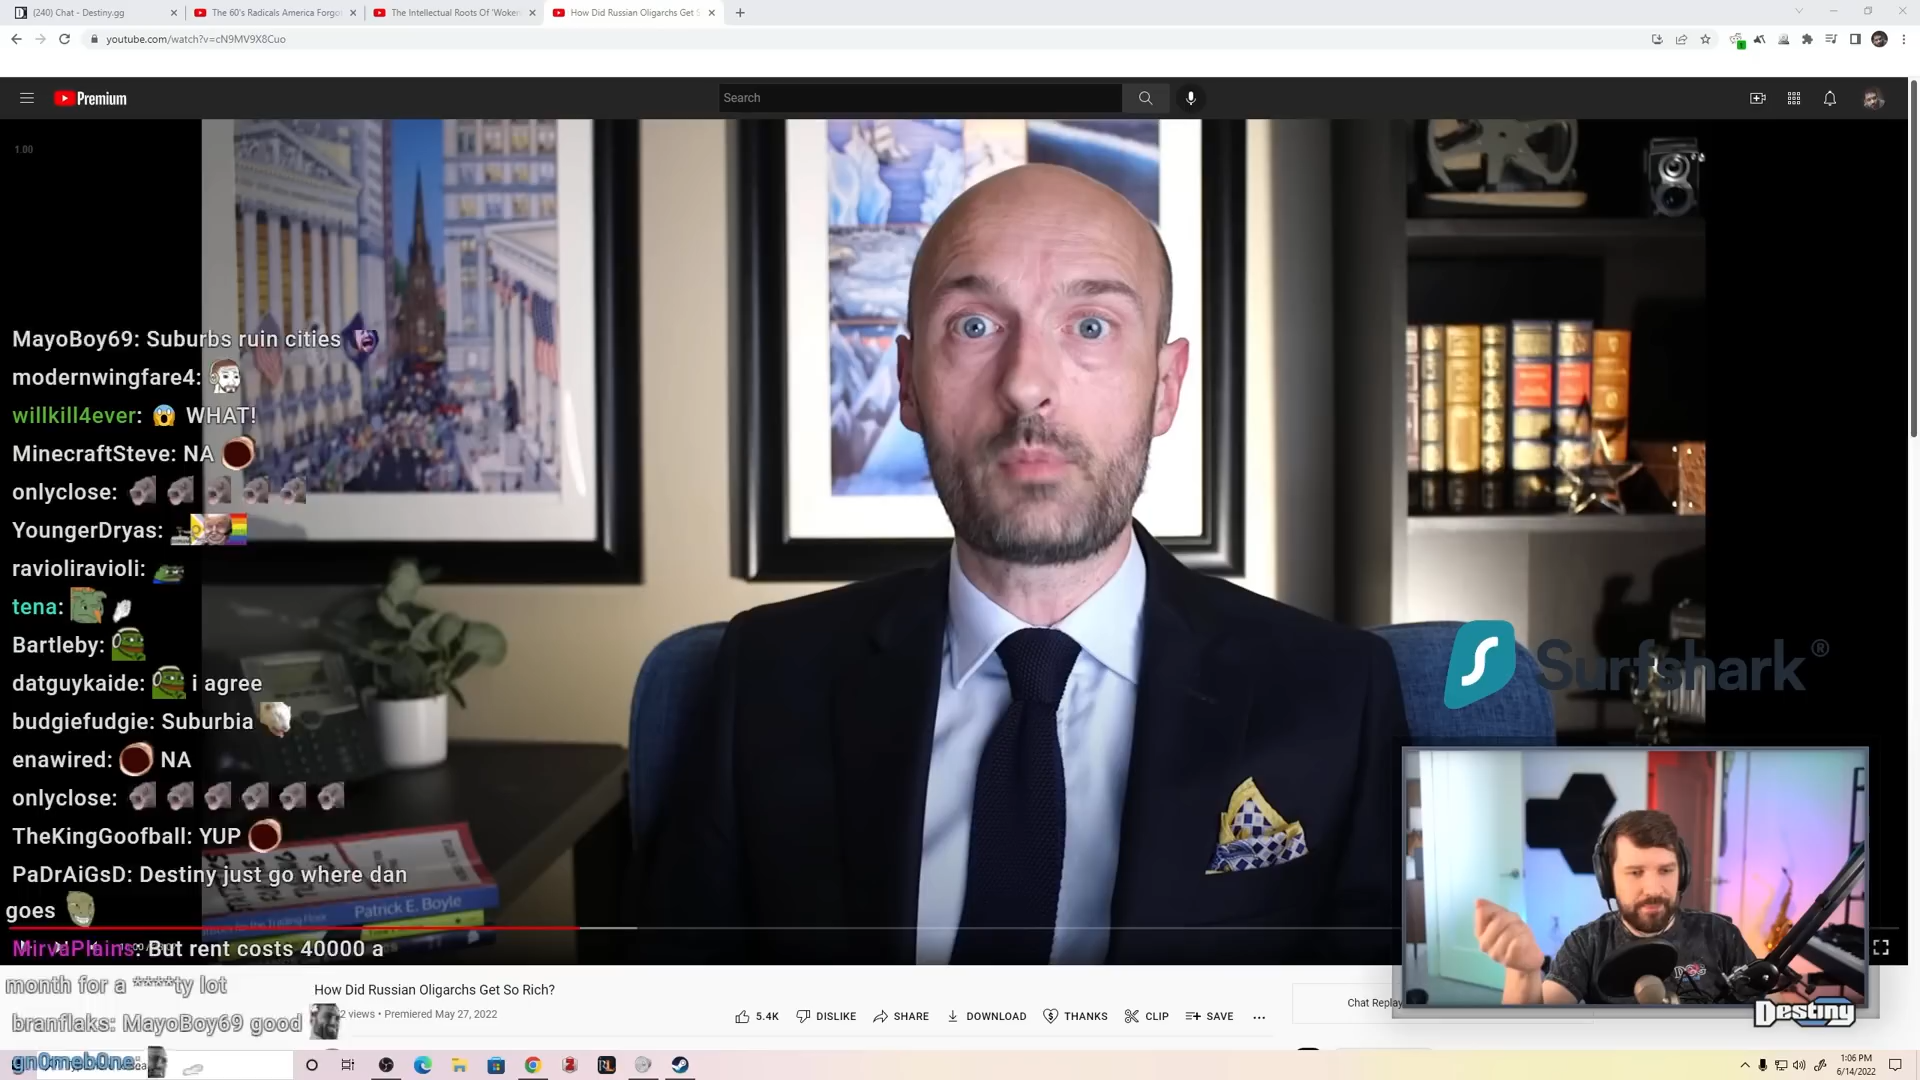 (240) Chat - Destiny.gg
The 60's Radicals America Forgot
The Intellectual Roots Of 'Woken
How Did Russian Oligarchs Get S
youtube.com/watch?v=cN9MV9X8Cuo
Premium
Search
1.00
MayoBoy69: Suburbs ruin cities
modernwingfare4:
willkill4ever: WHAT!
MinecraftSteve: NA
onlyclose:
YoungerDryas:
ravioliravioli:
tena:
Bartleby:
datguykaide: i agree
budgiefudgie: Suburbia
enawired: NA
onlyclose:
TheKingGoofball: YUP
PaDrAiGsD: Destiny just go where dan
goes
MirvaPlains: But rent costs 40000 a
month for a ****ty lot
branflaks: MayoBoy69 good
gn0meb0ne:
Surfshark®
Patrick E. Boyle
the Trading Floor
How Did Russian Oligarchs Get So Rich?
2 views • Premiered May 27, 2022
5.4K
DISLIKE
SHARE
DOWNLOAD
THANKS
CLIP
SAVE
Chat Replay
Destiny
1:06 PM
6/14/2022